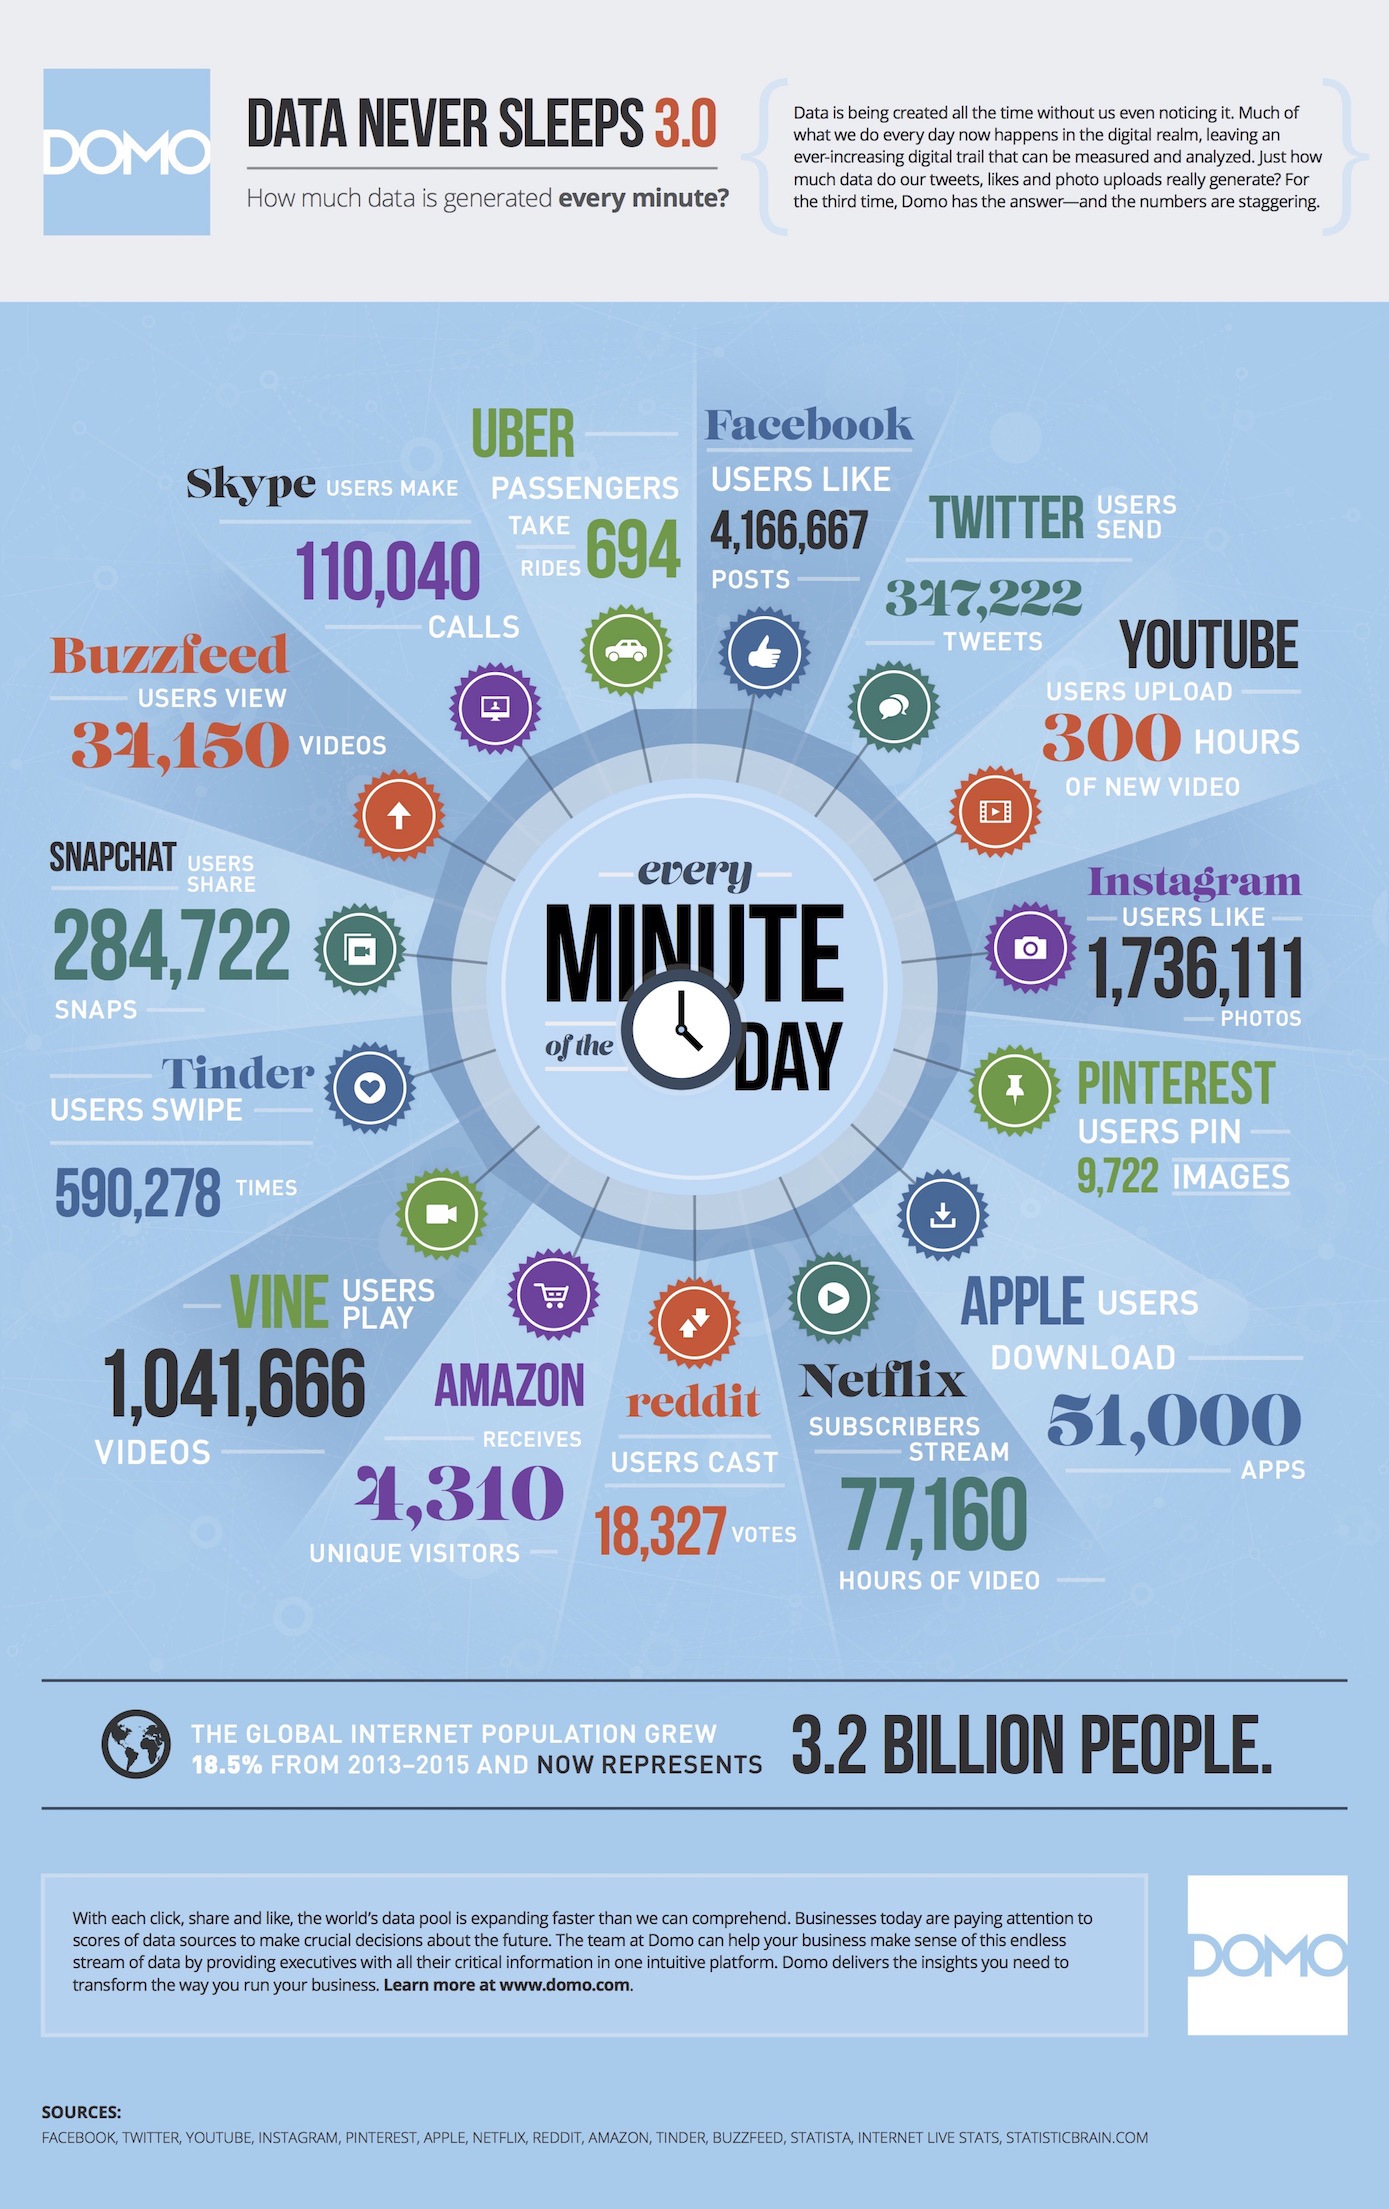 DOMO
DATA NEVER SLEEPS 3.0
How much data is generated every minute?
Data is being created all the time without us even noticing it. Much of
what we do every day now happens in the digital realm, leaving an
ever-increasing digital trail that can be measured and analyzed. Just how
much data do our tweets, likes and photo uploads really generate? For
the third time, Domo has the answer—and the numbers are staggering.
Facebook
USERS LIKE
4,166,667
POSTS
TWITTER USERS
SEND
347,222
TWEETS
YOUTUBE
USERS UPLOAD
300 HOURS
OF NEW VIDEO
Instagram
USERS LIKE
1,736,111
PHOTOS
PINTEREST
USERS PIN
9,722 IMAGES
APPLE USERS
DOWNLOAD
51,000
APPS
Netflix
SUBSCRIBERS
STREAM
77,160
HOURS OF VIDEO
reddit
USERS CAST
18,327 VOTES
AMAZON
RECEIVES
4,310
UNIQUE VISITORS
VINE USERS
PLAY
1,041,666
VIDEOS
Tinder
USERS SWIPE
590,278 TIMES
SNAPCHAT USERS
SHARE
284,722
SNAPS
Buzzfeed
USERS VIEW
34,150 VIDEOS
Skype USERS MAKE
110,040
CALLS
UBER
PASSENGERS
TAKE
RIDES 694
every
MINUTE
of the DAY
THE GLOBAL INTERNET POPULATION GREW
18.5% FROM 2013–2015 AND NOW REPRESENTS
3.2 BILLION PEOPLE.
With each click, share and like, the world's data pool is expanding faster than we can comprehend. Businesses today are paying attention to
scores of data sources to make crucial decisions about the future. The team at Domo can help your business make sense of this endless
stream of data by providing executives with all their critical information in one intuitive platform. Domo delivers the insights you need to
transform the way you run your business. Learn more at www.domo.com.
DOMO
SOURCES:
FACEBOOK, TWITTER, YOUTUBE, INSTAGRAM, PINTEREST, APPLE, NETFLIX, REDDIT, AMAZON, TINDER, BUZZFEED, STATISTA, INTERNET LIVE STATS, STATISTICBRAIN.COM